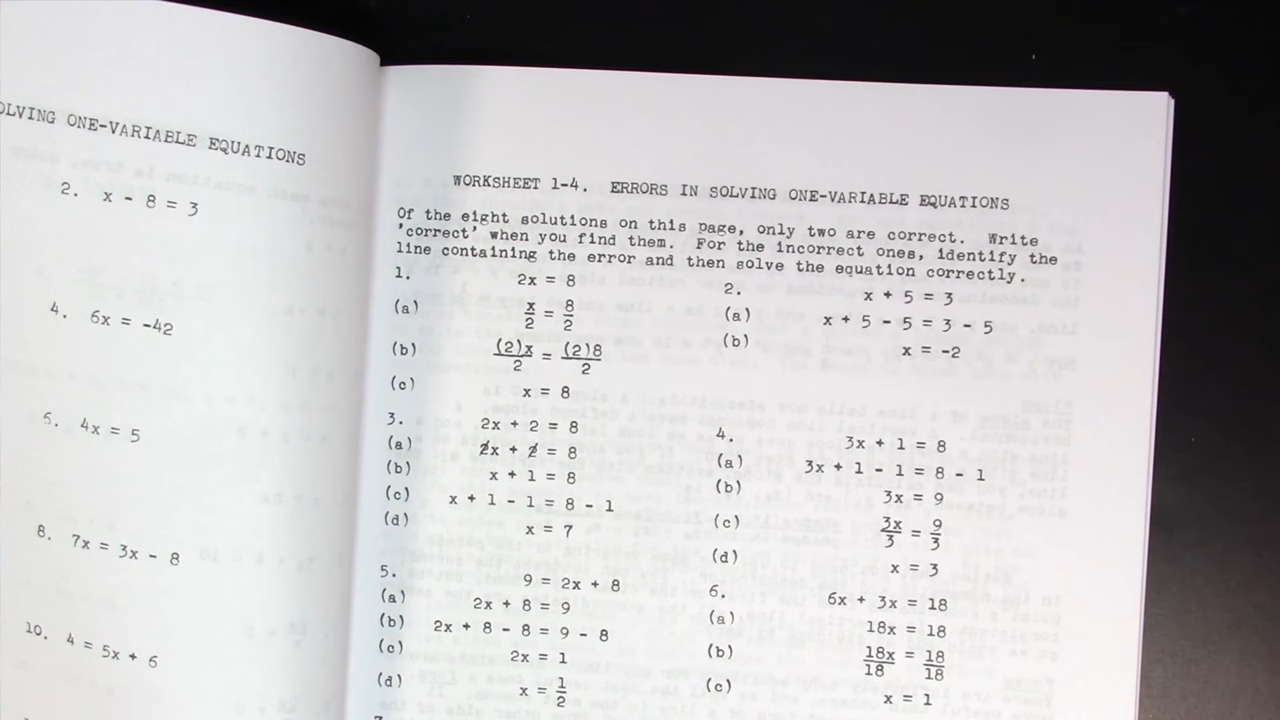 OLVING ONE-VARIABLE EQUATIONS
2. x - 8 = 3
4. 6x = -42
6. 4x = 5
8. 7x = 3x - 8
10. 4 = 5x + 6
WORKSHEET 1-4. ERRORS IN SOLVING ONE-VARIABLE EQUATIONS
Of the eight solutions on this page, only two are correct. Write
'correct' when you find them. For the incorrect ones, identify the
line containing the error and then solve the equation correctly.
1. 2x = 8
(a) x/2 = 8/2
(b) (2)x/2 = (2)8/2
(c) x = 8
2. x + 5 = 3
(a) x + 5 - 5 = 3 - 5
(b) x = -2
3. 2x + 2 = 8
(a) 2x + 2 = 8
(b) x + 1 = 8
(c) x + 1 - 1 = 8 - 1
(d) x = 7
4. 3x + 1 = 8
(a) 3x + 1 - 1 = 8 - 1
(b) 3x = 9
(c) 3x/3 = 9/3
(d) x = 3
5. 9 = 2x + 8
(a) 2x + 8 = 9
(b) 2x + 8 - 8 = 9 - 8
(c) 2x = 1
(d) x = 1/2
6. 6x + 3x = 18
(a) 18x = 18
(b) 18x/18 = 18/18
(c) x = 1